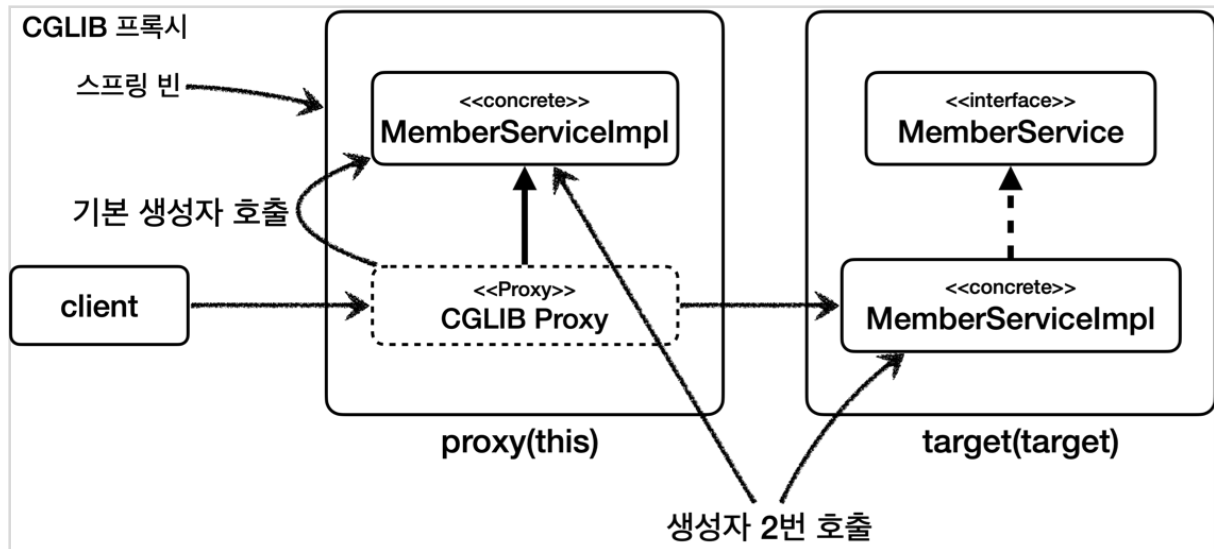 CGLIB 프록시
스프링 빈
<<concrete>>
MemberServiceImpl
<<interface>>
MemberService
기본 생성자 호출
client
<<Proxy>>
CGLIB Proxy
<<concrete>>
MemberServiceImpl
proxy(this)
target(target)
생성자 2번 호출